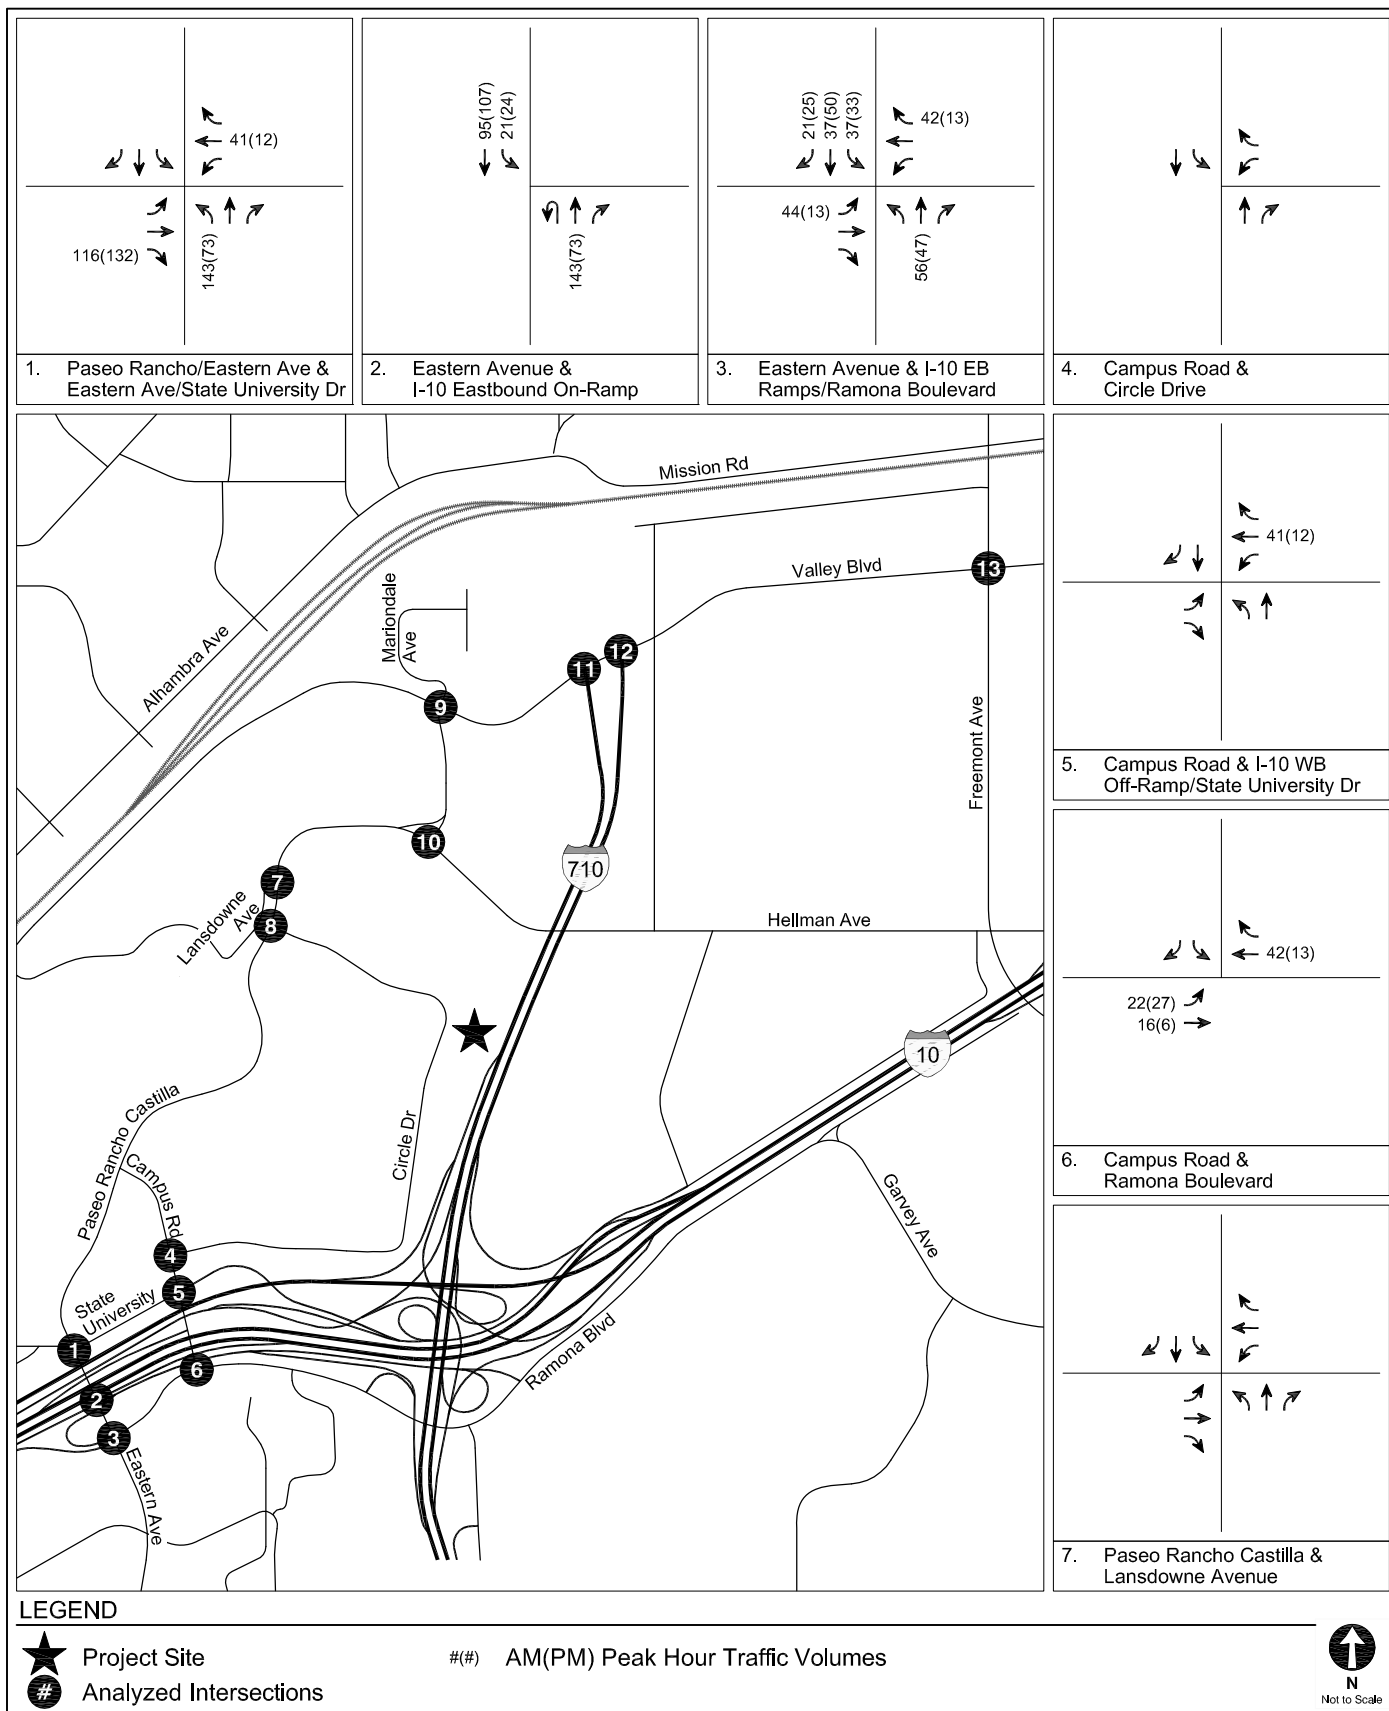 41(12)
116(132)
143(73)
1. Paseo Rancho/Eastern Ave &
Eastern Ave/State University Dr
95(107)
21(24)
143(73)
2. Eastern Avenue &
I-10 Eastbound On-Ramp
21(25)
37(50)
37(33)
42(13)
44(13)
56(47)
3. Eastern Avenue & I-10 EB
Ramps/Ramona Boulevard
4. Campus Road &
Circle Drive
41(12)
5. Campus Road & I-10 WB
Off-Ramp/State University Dr
42(13)
22(27)
16(6)
6. Campus Road &
Ramona Boulevard
7. Paseo Rancho Castilla &
Lansdowne Avenue
Mission Rd
Valley Blvd
13
Mariondale
Ave
Alhambra Ave
12
11
9
Freemont Ave
10
710
7
Lansdowne
Ave
8
Hellman Ave
10
Paseo Rancho Castilla
Circle Dr
Campus Rd
Garvey Ave
4
5
State
University
1
6
Ramona Blvd
2
3
Eastern Ave
LEGEND
Project Site
#(#) AM(PM) Peak Hour Traffic Volumes
# Analyzed Intersections
N
Not to Scale